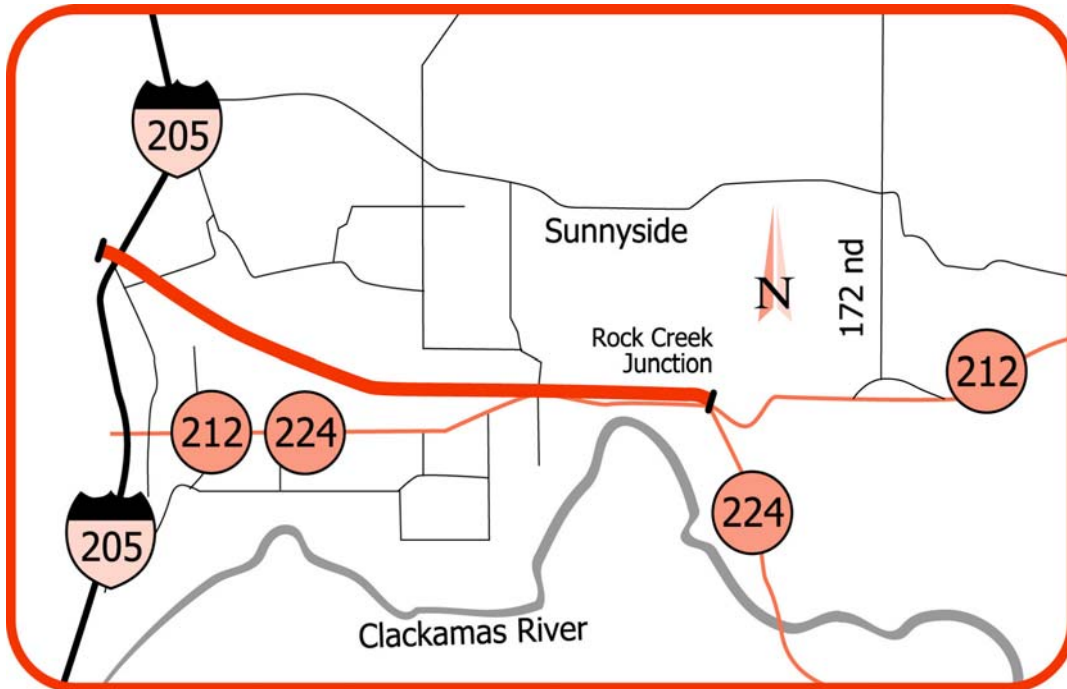 205
Sunnyside
172 nd
N
Rock Creek
Junction
212
212
224
224
205
Clackamas River